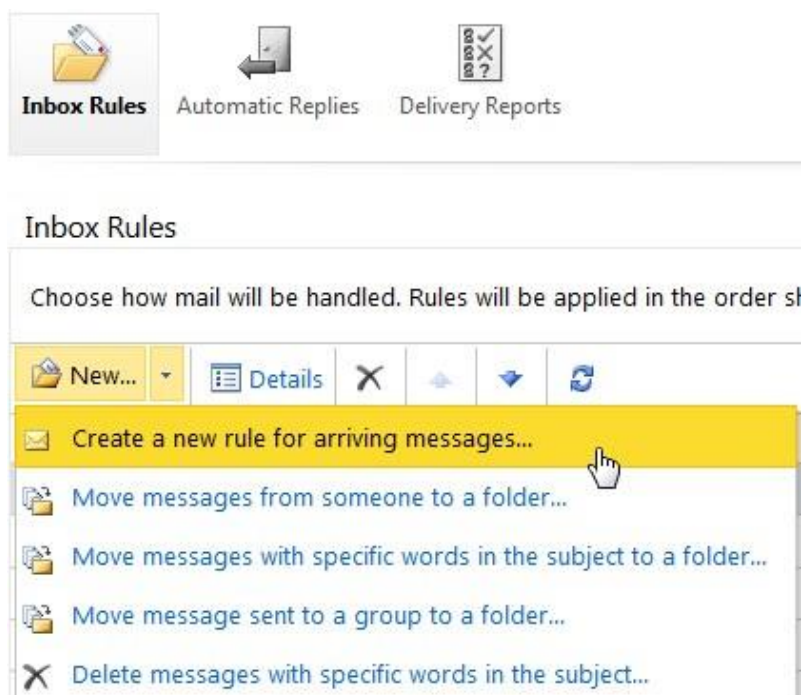 Inbox Rules Automatic Replies Delivery Reports
Inbox Rules
Choose how mail will be handled. Rules will be applied in the order
New... Details
Create a new rule for arriving messages...
Move messages from someone to a folder...
Move messages with specific words in the subject to a folder...
Move message sent to a group to a folder...
Delete messages with specific words in the subject...